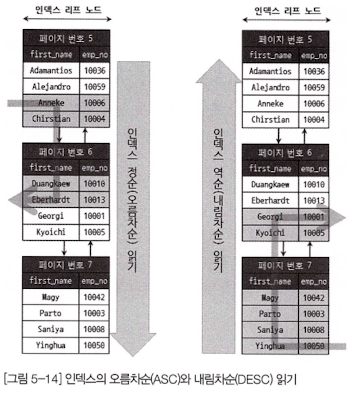 인덱스 리프 노드
페이지 번호 5
first_name emp_no
Adamantios 10036
Alejandro 10059
Anneke 10006
Chirstian 10004
페이지 번호 6
first_name emp_no
Duangkaew 10010
Eberhardt 10013
Georgi 10001
Kyoichi 10005
페이지 번호 7
first_name emp_no
Magy 10042
Parto 10003
Saniya 10008
Yinghua 10050
인덱스 정순(오름차순) 읽기
인덱스 리프 노드
페이지 번호 5
first_name emp_no
Adamantios 10036
Alejandro 10059
Anneke 10006
Chirstian 10004
페이지 번호 6
first_name emp_no
Duangkaew 10010
Eberhardt 10013
Georgi 10001
Kyoichi 10005
페이지 번호 7
first_name emp_no
Magy 10042
Parto 10003
Saniya 10008
Yinghua 10050
인덱스 역순(내림차순) 읽기
[그림 5-14] 인덱스의 오름차순(ASC)와 내림차순(DESC) 읽기